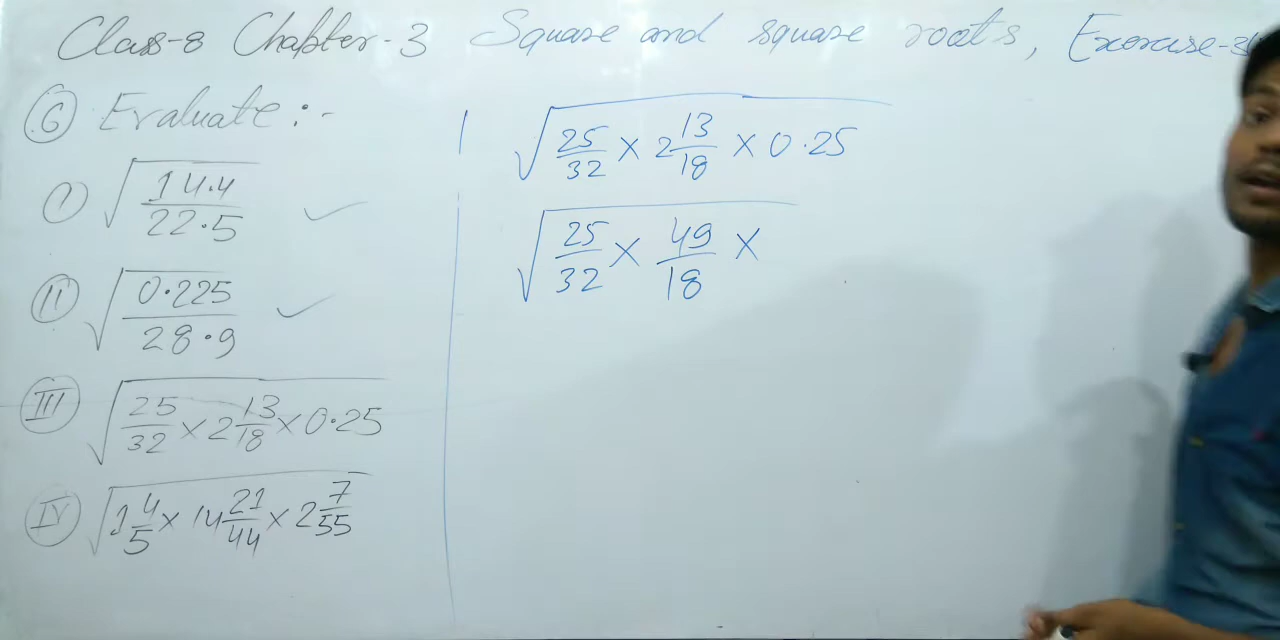 Class-8 Chapter-3 Square and square roots, Exercise-3
(6) Evaluate :-
(I) √(14.4/22.5) ✓
(II) √(0.225/28.9) ✓
(III) √(25/32 × 2 13/18 × 0.25)
(IV) √(1 4/5 × 14 21/44 × 2 7/55)
√(25/32 × 2 13/18 × 0.25)
√(25/32 × 49/18 ×